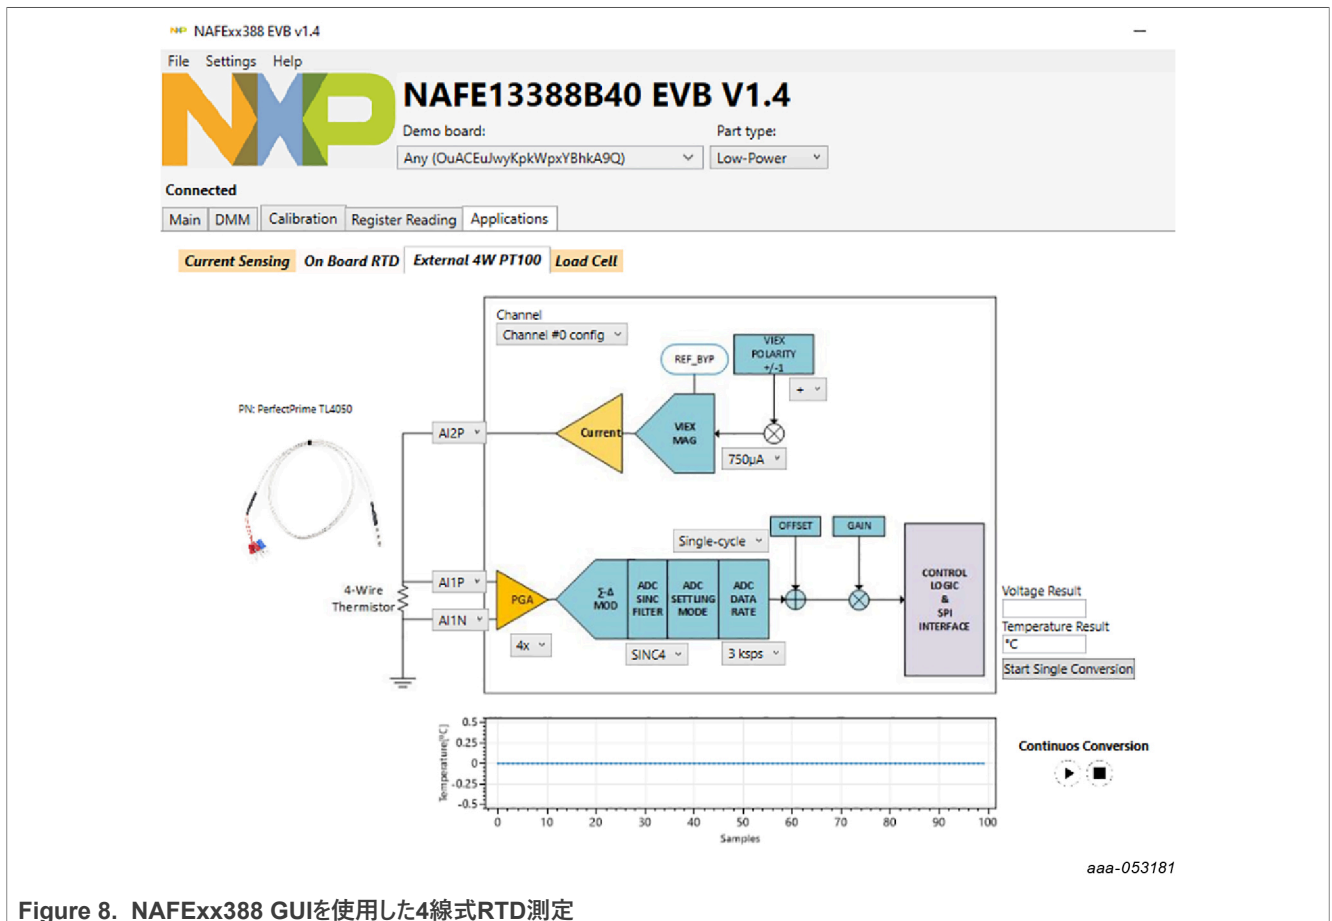 NXP NAFExx388 EVB v1.4
File Settings Help
NXP
NAFE13388B40 EVB V1.4
Demo board:
Part type:
Any (OuACEuJwyKpkWpxYBhkA9Q)
Low-Power
Connected
Main DMM Calibration Register Reading Applications
Current Sensing On Board RTD External 4W PT100 Load Cell
Channel
Channel #0 config
REF_BYP
VIEX
POLARITY
+/-1
+
PN: PerfectPrime TL4050
AI2P
Current
VIEX
MAG
750µA
Single-cycle
OFFSET
GAIN
4-Wire
Thermistor
AI1P
AI1N
PGA
4x
Σ-Δ
MOD
ADC
SINC
FILTER
SINC4
ADC
SETTLING
MODE
ADC
DATA
RATE
3 ksps
CONTROL
LOGIC
&
SPI
INTERFACE
Voltage Result
Temperature Result
°C
Start Single Conversion
Temperature[°C]
0.5
0.25
0
-0.25
-0.5
0 10 20 30 40 50 60 70 80 90 100
Samples
Continuos Conversion
aaa-053181
Figure 8. NAFExx388 GUIを使用した4線式RTD測定